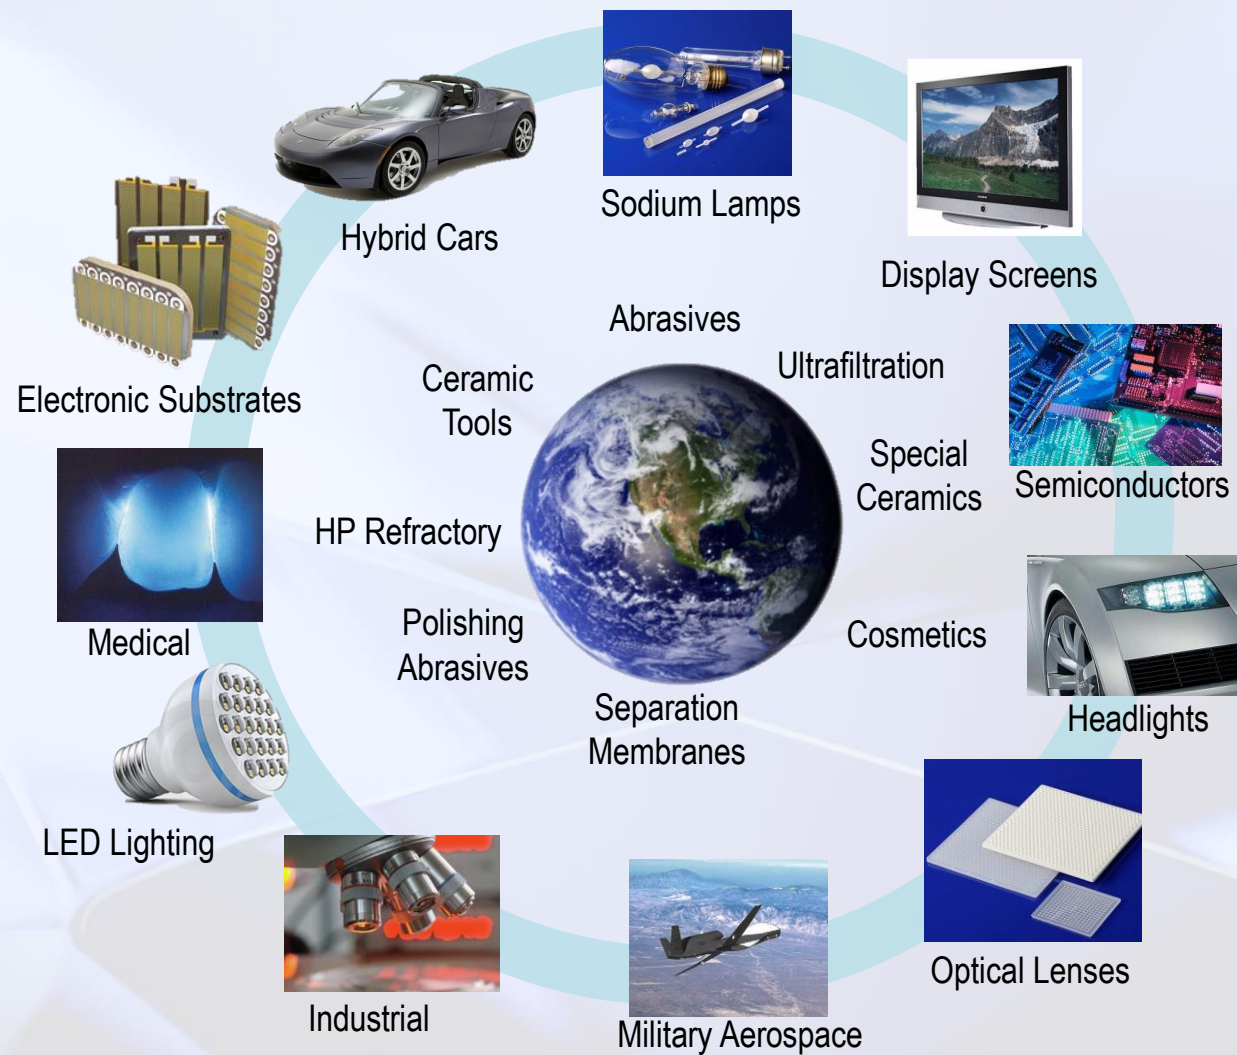 Sodium Lamps
Hybrid Cars
Display Screens
Abrasives
Ultrafiltration
Ceramic
Tools
Electronic Substrates
Special
Ceramics
Semiconductors
HP Refractory
Medical
Polishing
Abrasives
Cosmetics
Separation
Membranes
Headlights
LED Lighting
Optical Lenses
Industrial
Military Aerospace